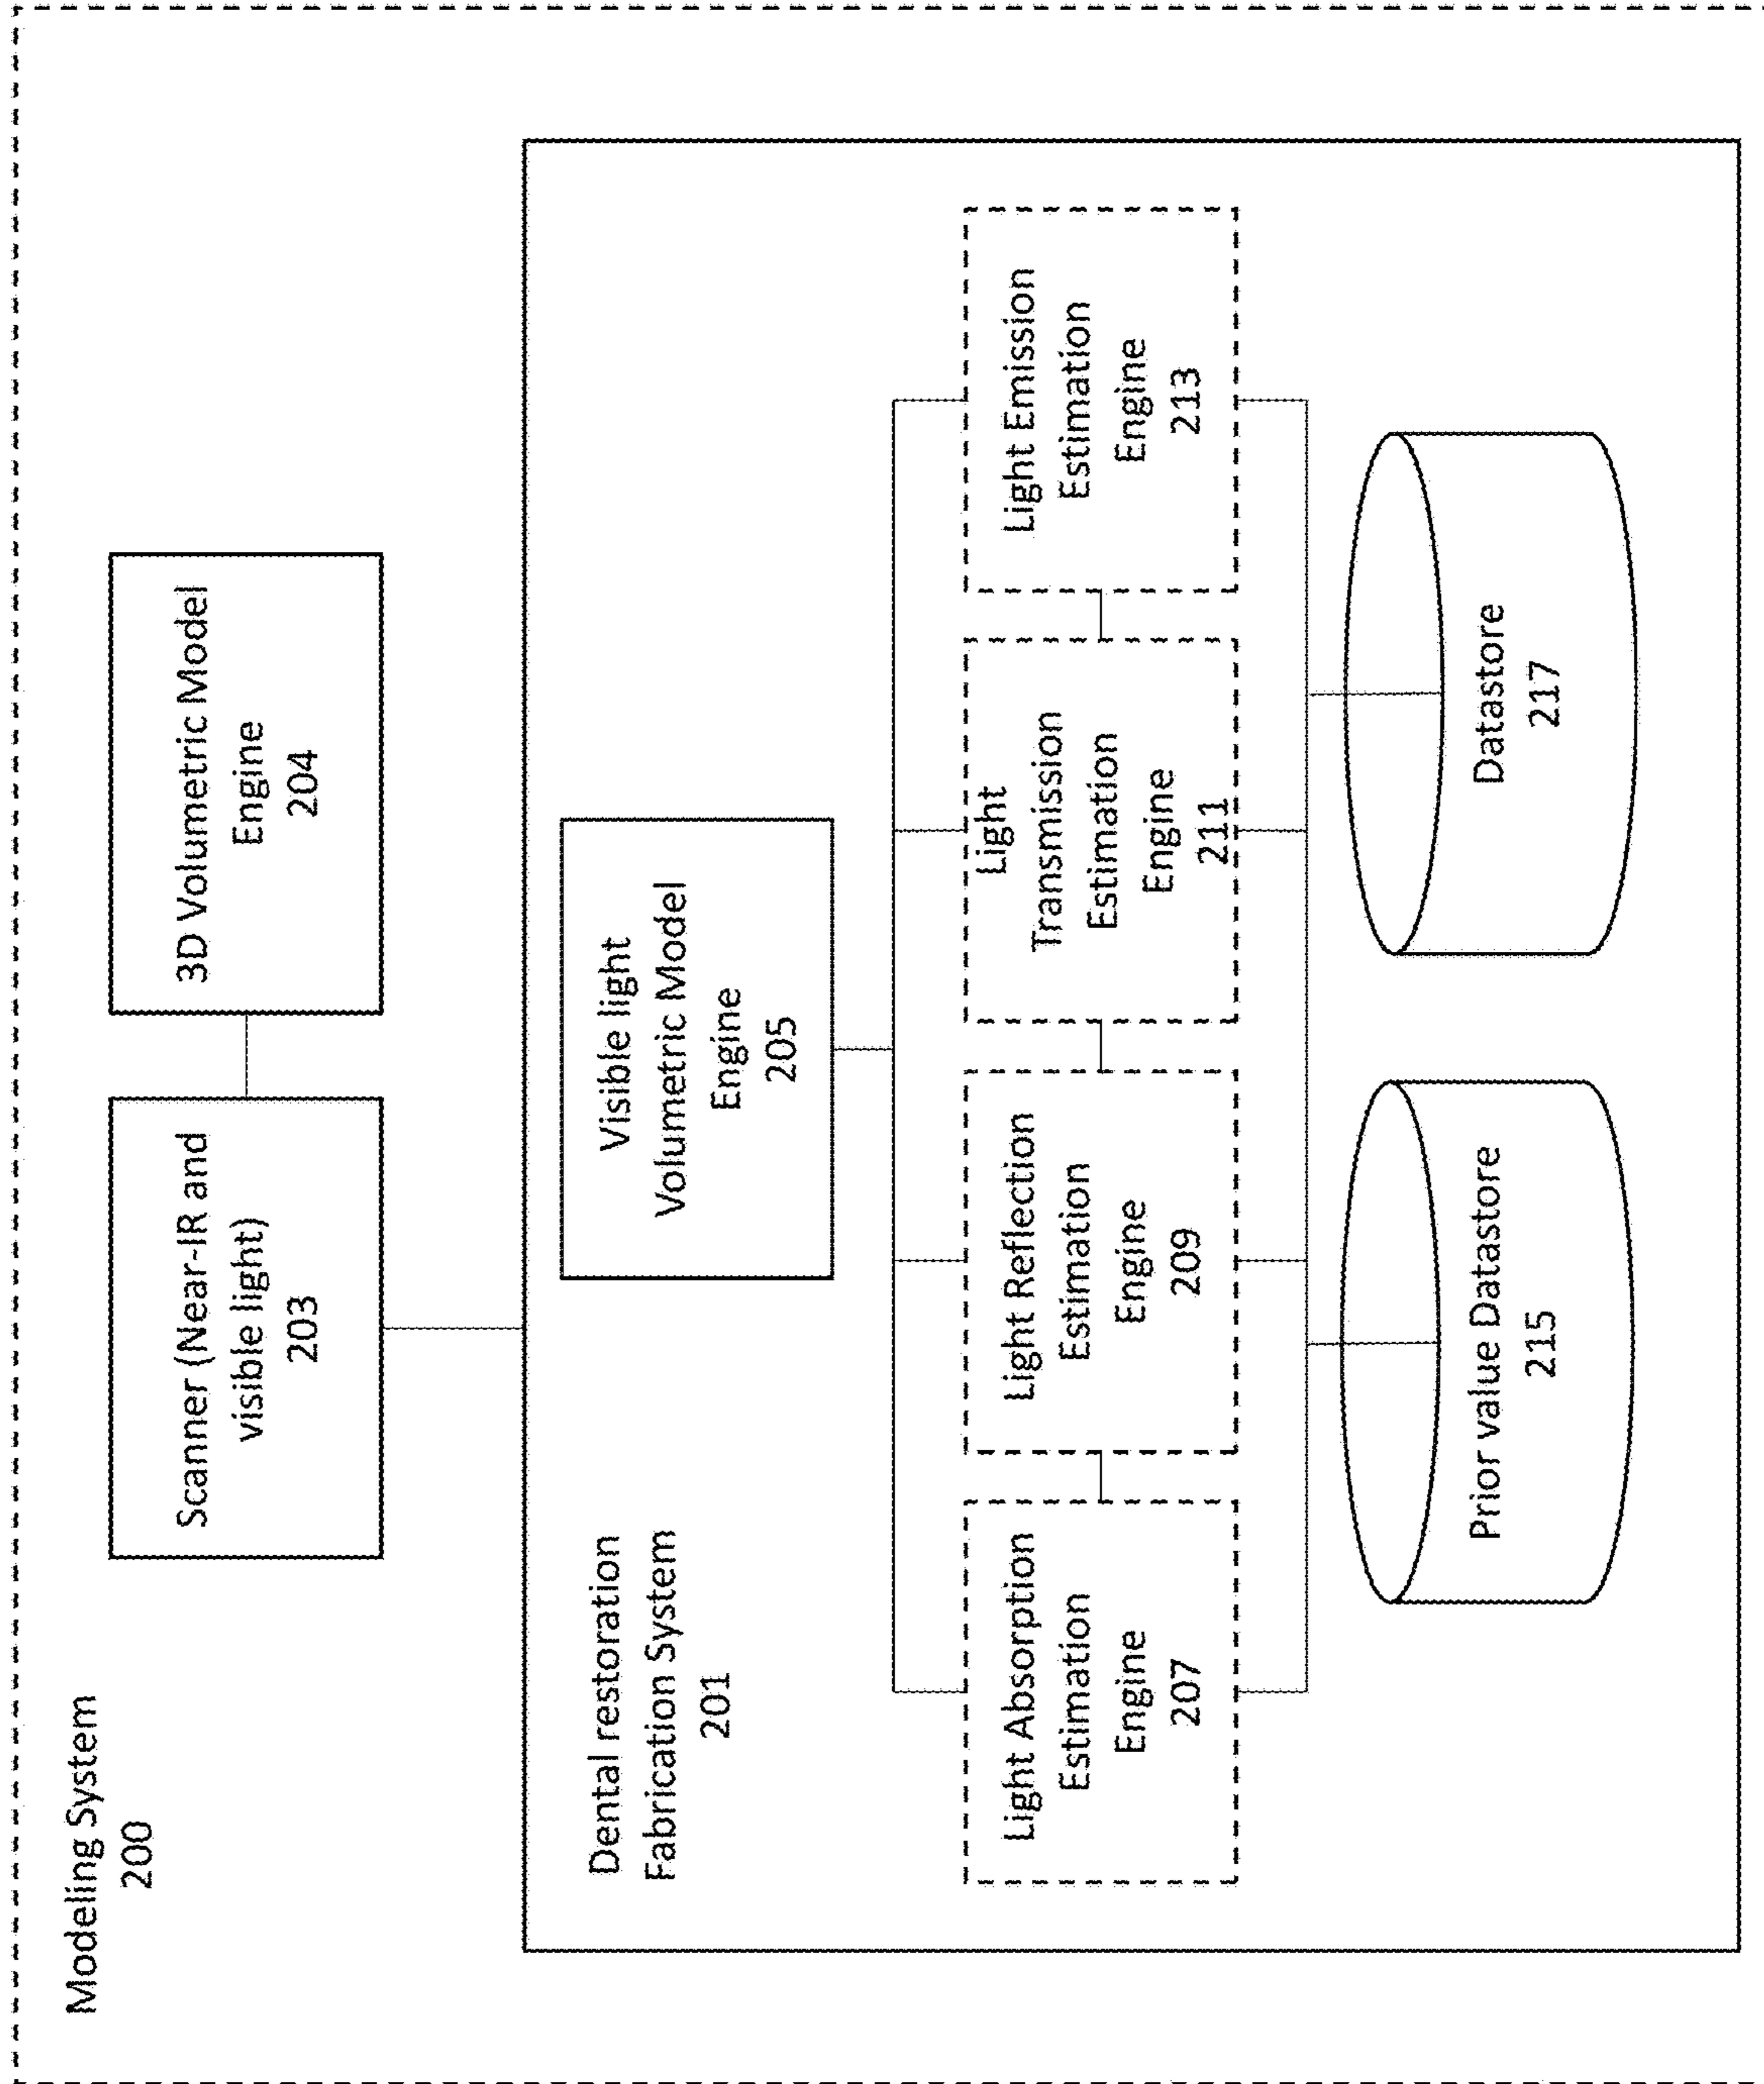 Modeling System
200
Scanner (Near-IR and
visible light)
203
3D Volumetric Model
Engine
204
Dental restoration
Fabrication System
201
Visible light
Volumetric Model
Engine
205
Light Absorption
Estimation
Engine
207
Light Reflection
Estimation
Engine
209
Light
Transmission
Estimation
Engine
211
Light Emission
Estimation
Engine
213
Prior value Datastore
215
Datastore
217